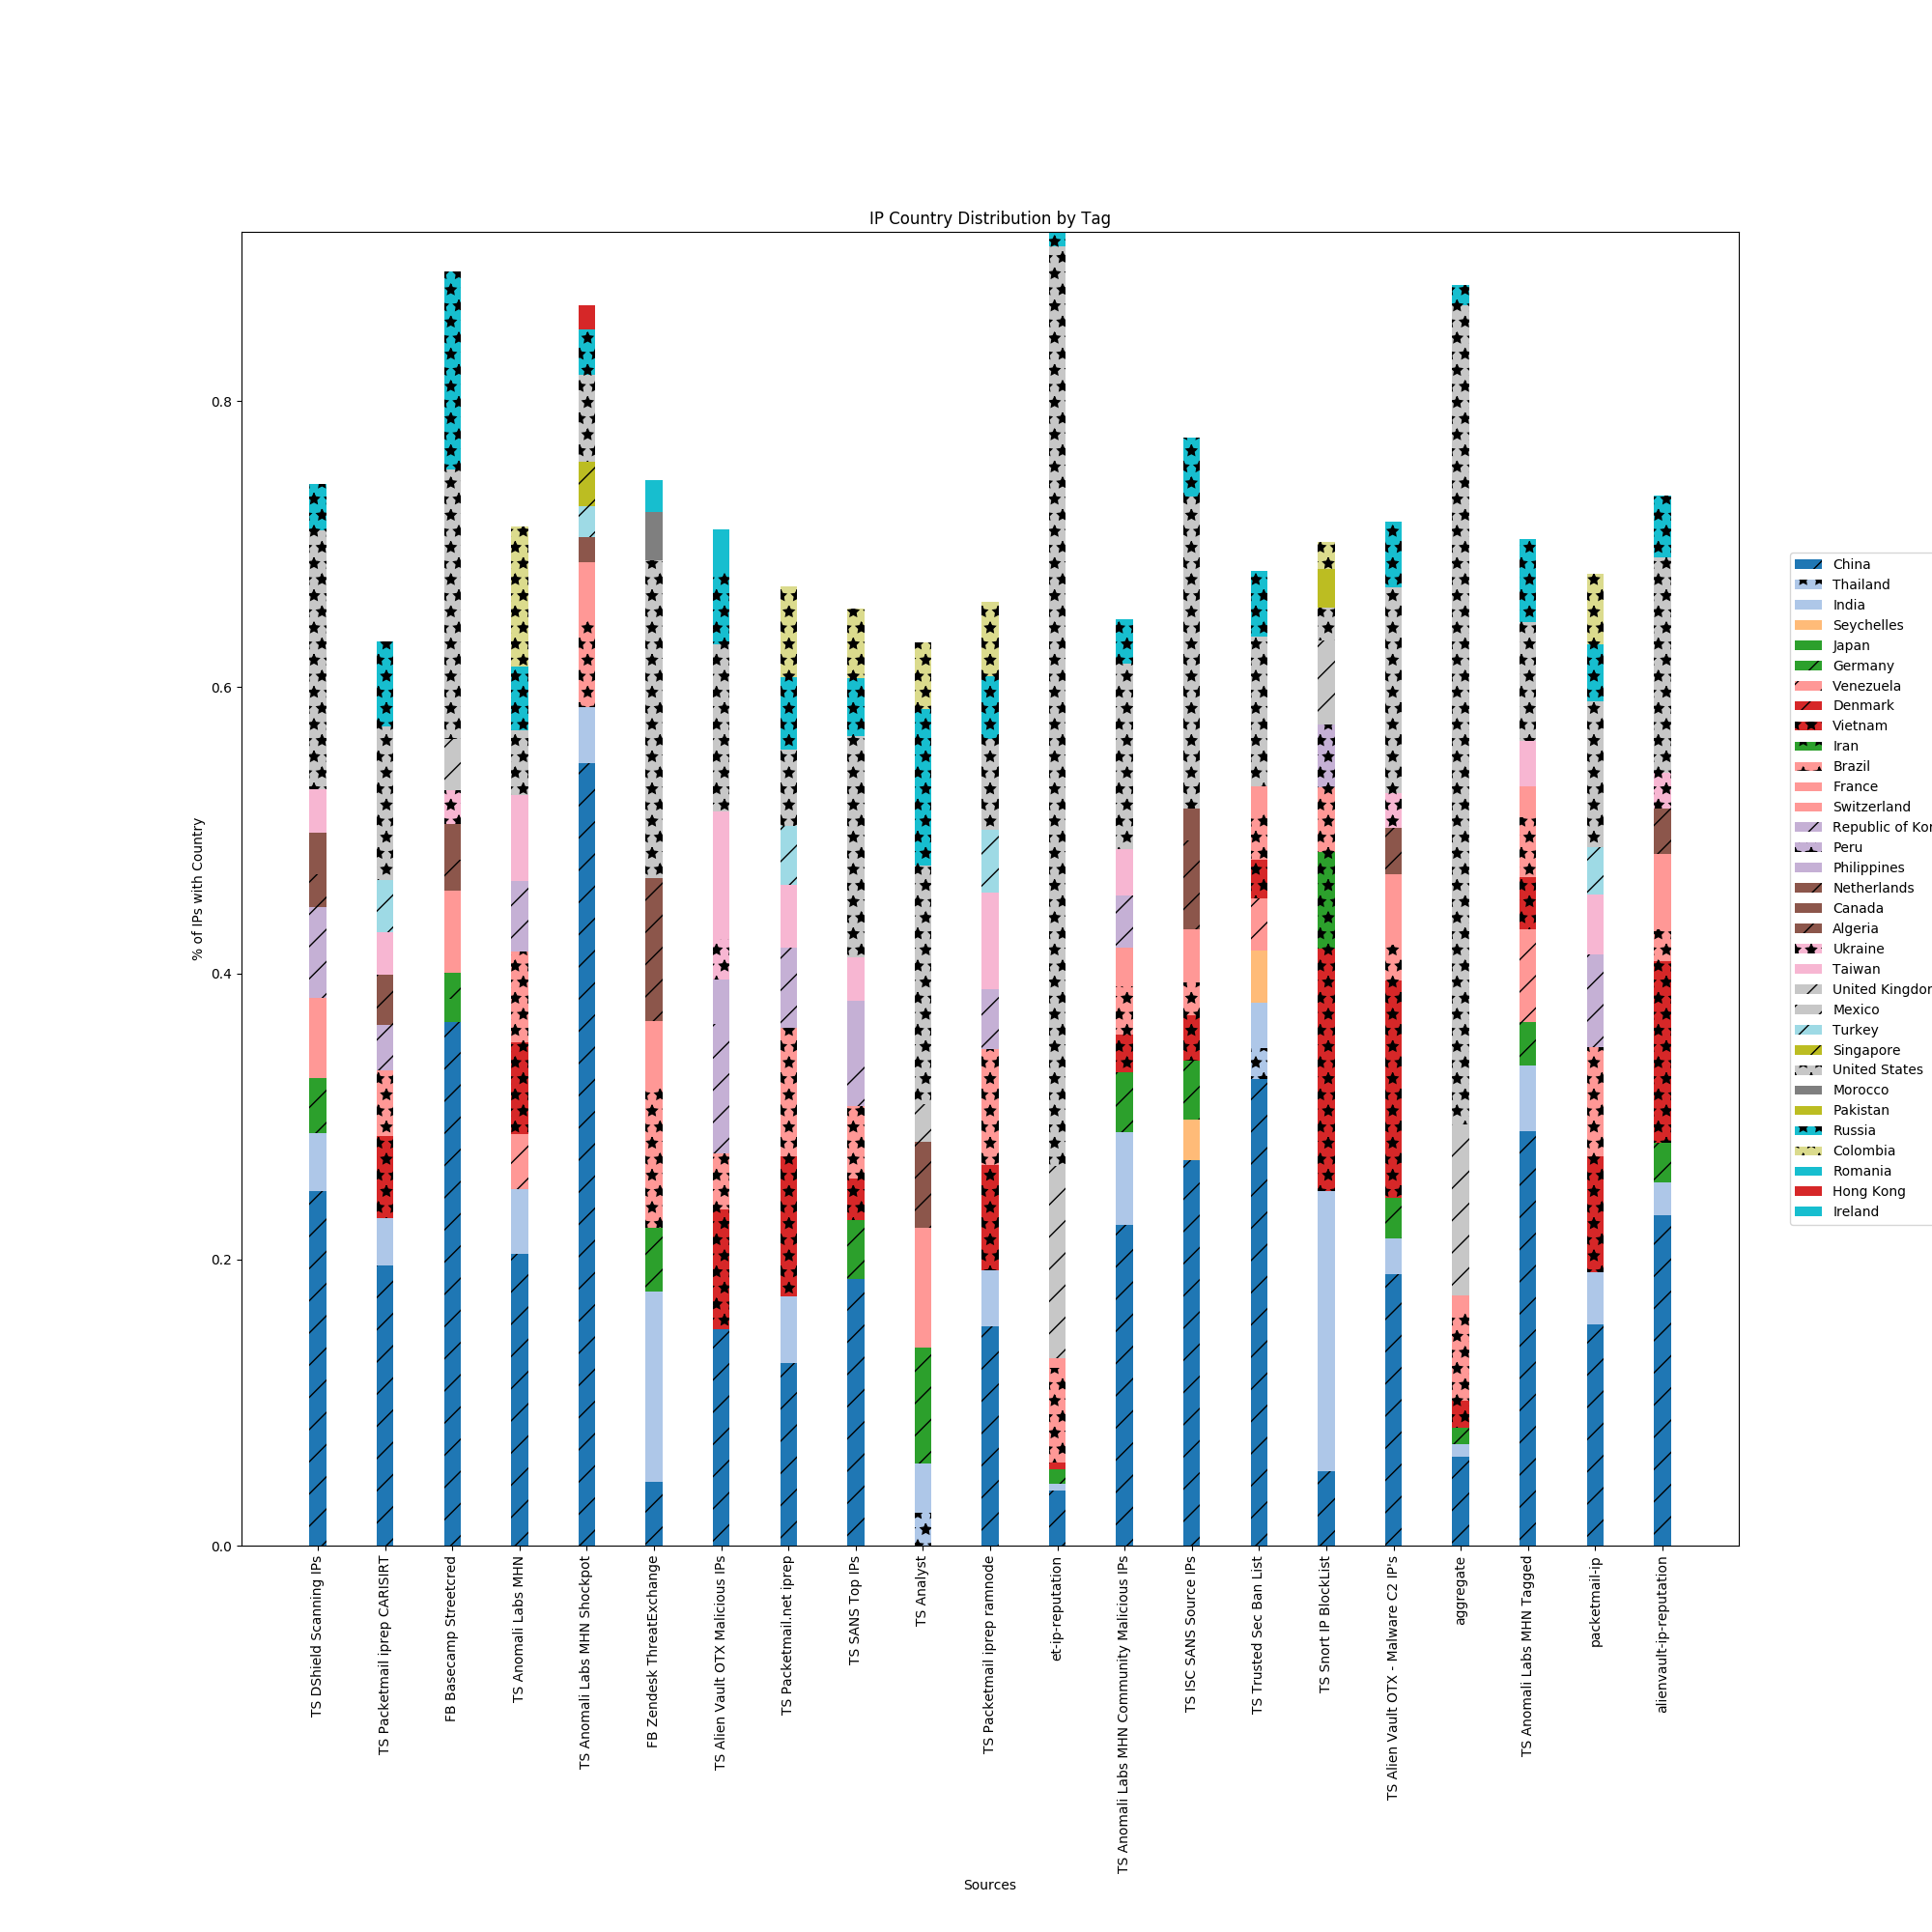 IP Country Distribution by Tag
% of IPs with Country
0.8
0.6
0.4
0.2
0.0
TS DShield Scanning IPs
TS Packetmail iprep CARISIRT
FB Basecamp Streetcred
TS Anomali Labs MHN
TS Anomali Labs MHN Shockpot
FB Zendesk ThreatExchange
TS Alien Vault OTX Malicious IPs
TS Packetmail.net iprep
TS SANS Top IPs
TS Analyst
TS Packetmail iprep ramnode
et-ip-reputation
TS Anomali Labs MHN Community Malicious IPs
TS ISC SANS Source IPs
TS Trusted Sec Ban List
TS Snort IP BlockList
TS Alien Vault OTX - Malware C2 IP's
aggregate
TS Anomali Labs MHN Tagged
packetmail-ip
alienvault-ip-reputation
Sources
China
Thailand
India
Seychelles
Japan
Germany
Venezuela
Denmark
Vietnam
Iran
Brazil
France
Switzerland
Republic of Kor
Peru
Philippines
Netherlands
Canada
Algeria
Ukraine
Taiwan
United Kingdor
Mexico
Turkey
Singapore
United States
Morocco
Pakistan
Russia
Colombia
Romania
Hong Kong
Ireland